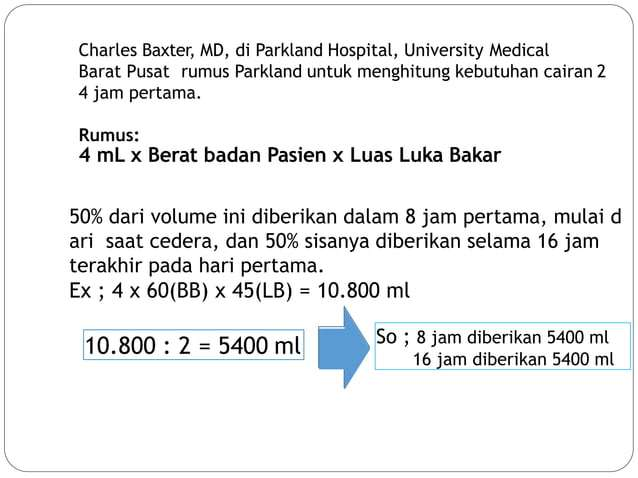 Charles Baxter, MD, di Parkland Hospital, University Medical
Barat Pusat  rumus Parkland untuk menghitung kebutuhan cairan 2
4 jam pertama.
Rumus:
4 mL x Berat badan Pasien x Luas Luka Bakar
50% dari volume ini diberikan dalam 8 jam pertama, mulai d
ari  saat cedera, dan 50% sisanya diberikan selama 16 jam
terakhir pada hari pertama.
Ex ; 4 x 60(BB) x 45(LB) = 10.800 ml
10.800 : 2 = 5400 ml
So ; 8 jam diberikan 5400 ml
16 jam diberikan 5400 ml